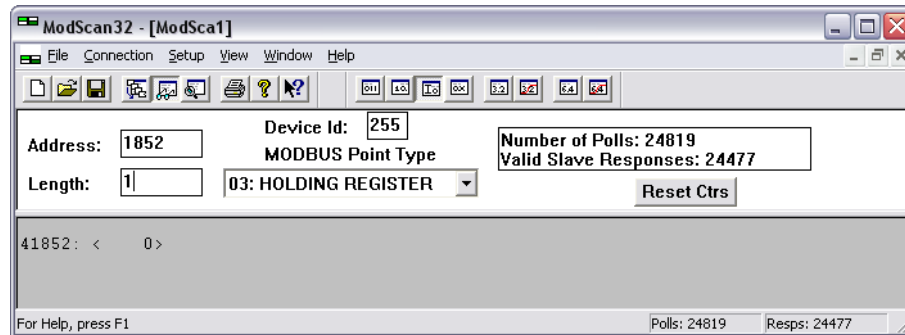 ModScan32 - [ModSca1]
File Connection Setup View Window Help
Address: 1852
Device Id: 255
MODBUS Point Type
Length: 1
03: HOLDING REGISTER
Number of Polls: 24819
Valid Slave Responses: 24477
Reset Ctrs
41852: < 0>
For Help, press F1
Polls: 24819
Resps: 24477